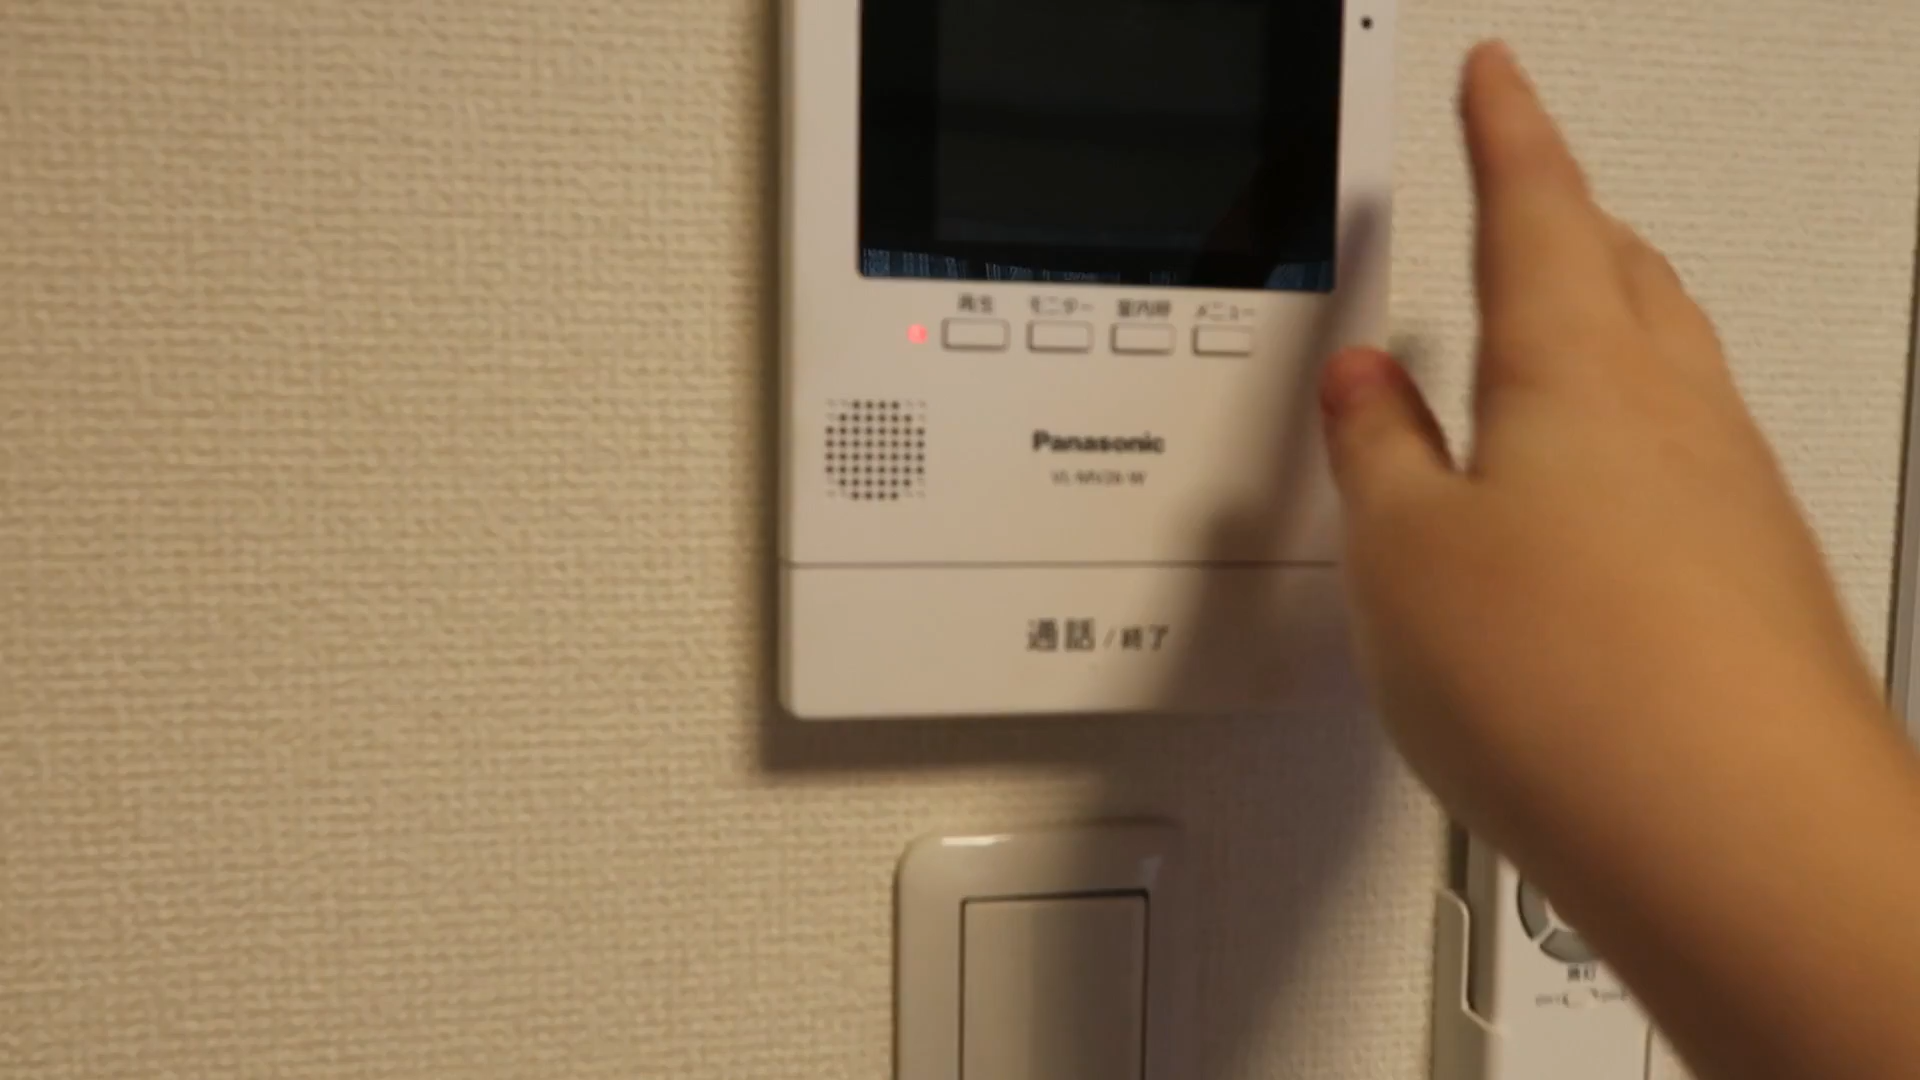 再生 モニター 室内呼 メニュー
Panasonic
通話 / 終了